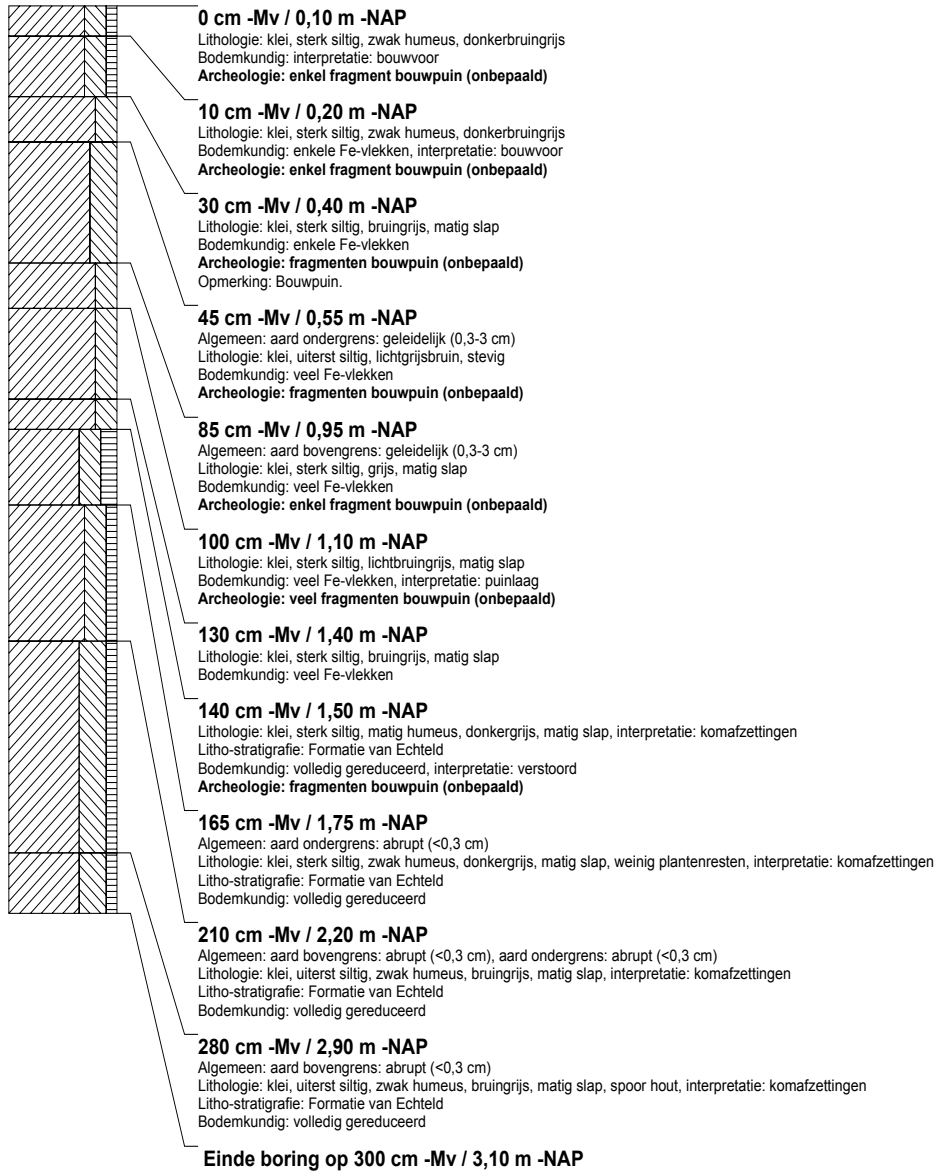 0 cm -Mv / 0,10 m -NAP
Lithologie: klei, sterk siltig, zwak humeus, donkerbruingrijs
Bodemkundig: interpretatie: bouwvoor
Archeologie: enkel fragment bouwpuin (onbepaald)
10 cm -Mv / 0,20 m -NAP
Lithologie: klei, sterk siltig, zwak humeus, donkerbruingrijs
Bodemkundig: enkele Fe-vlekken, interpretatie: bouwvoor
Archeologie: enkel fragment bouwpuin (onbepaald)
30 cm -Mv / 0,40 m -NAP
Lithologie: klei, sterk siltig, bruingrijs, matig slap
Bodemkundig: enkele Fe-vlekken
Archeologie: fragmenten bouwpuin (onbepaald)
Opmerking: Bouwpuin.
45 cm -Mv / 0,55 m -NAP
Algemeen: aard ondergrens: geleidelijk (0,3-3 cm)
Lithologie: klei, uiterst siltig, lichtgrijsbruin, stevig
Bodemkundig: veel Fe-vlekken
Archeologie: fragmenten bouwpuin (onbepaald)
85 cm -Mv / 0,95 m -NAP
Algemeen: aard bovengrens: geleidelijk (0,3-3 cm)
Lithologie: klei, sterk siltig, grijs, matig slap
Bodemkundig: veel Fe-vlekken
Archeologie: enkel fragment bouwpuin (onbepaald)
100 cm -Mv / 1,10 m -NAP
Lithologie: klei, sterk siltig, lichtbruingrijs, matig slap
Bodemkundig: veel Fe-vlekken, interpretatie: puinlaag
Archeologie: veel fragmenten bouwpuin (onbepaald)
130 cm -Mv / 1,40 m -NAP
Lithologie: klei, sterk siltig, bruingrijs, matig slap
Bodemkundig: veel Fe-vlekken
140 cm -Mv / 1,50 m -NAP
Lithologie: klei, sterk siltig, matig humeus, donkergrijs, matig slap, interpretatie: komafzettingen
Litho-stratigrafie: Formatie van Echteld
Bodemkundig: volledig gereduceerd, interpretatie: verstoord
Archeologie: fragmenten bouwpuin (onbepaald)
165 cm -Mv / 1,75 m -NAP
Algemeen: aard ondergrens: abrupt (<0,3 cm)
Lithologie: klei, sterk siltig, zwak humeus, donkergrijs, matig slap, weinig plantenresten, interpretatie: komafzettingen
Litho-stratigrafie: Formatie van Echteld
Bodemkundig: volledig gereduceerd
210 cm -Mv / 2,20 m -NAP
Algemeen: aard bovengrens: abrupt (<0,3 cm), aard ondergrens: abrupt (<0,3 cm)
Lithologie: klei, uiterst siltig, zwak humeus, bruingrijs, matig slap, interpretatie: komafzettingen
Litho-stratigrafie: Formatie van Echteld
Bodemkundig: volledig gereduceerd
280 cm -Mv / 2,90 m -NAP
Algemeen: aard bovengrens: abrupt (<0,3 cm)
Lithologie: klei, uiterst siltig, zwak humeus, bruingrijs, matig slap, spoor hout, interpretatie: komafzettingen
Litho-stratigrafie: Formatie van Echteld
Bodemkundig: volledig gereduceerd
Einde boring op 300 cm -Mv / 3,10 m -NAP